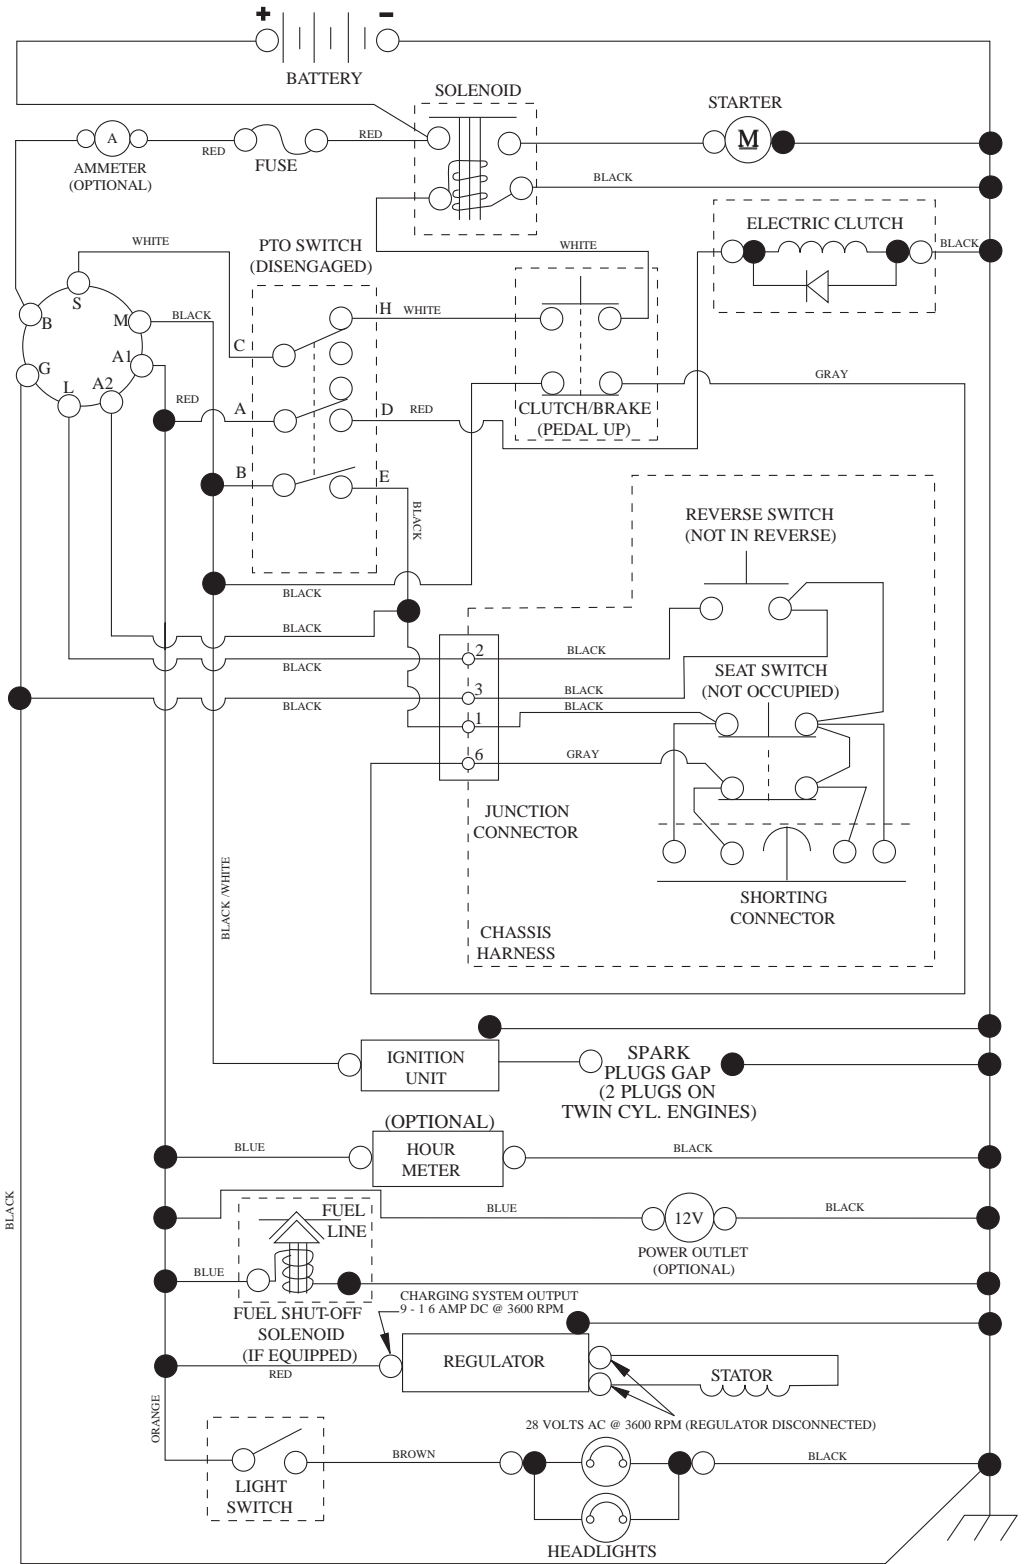 + −
BATTERY
SOLENOID
STARTER
A
M
RED
RED
FUSE
AMMETER
(OPTIONAL)
BLACK
ELECTRIC CLUTCH
WHITE
PTO SWITCH
(DISENGAGED)
WHITE
BLACK
S
B
M
BLACK
H
WHITE
C
A1
G
GRAY
L
A2
RED
A
D
RED
CLUTCH/BRAKE
(PEDAL UP)
B
E
BLACK
REVERSE SWITCH
(NOT IN REVERSE)
BLACK
BLACK
2
BLACK
BLACK
SEAT SWITCH
(NOT OCCUPIED)
3
BLACK
BLACK
BLACK
1
6
GRAY
JUNCTION
CONNECTOR
SHORTING
CONNECTOR
BLACK /WHITE
CHASSIS
HARNESS
IGNITION
UNIT
SPARK
PLUGS GAP
(2 PLUGS ON
TWIN CYL. ENGINES)
(OPTIONAL)
HOUR
METER
BLUE
BLACK
BLACK
FUEL
LINE
BLUE
12V
BLACK
POWER OUTLET
(OPTIONAL)
BLUE
CHARGING SYSTEM OUTPUT
9 - 1 6 AMP DC @ 3600 RPM
FUEL SHUT-OFF
SOLENOID
(IF EQUIPPED)
RED
REGULATOR
STATOR
28 VOLTS AC @ 3600 RPM (REGULATOR DISCONNECTED)
ORANGE
BROWN
BLACK
LIGHT
SWITCH
HEADLIGHTS